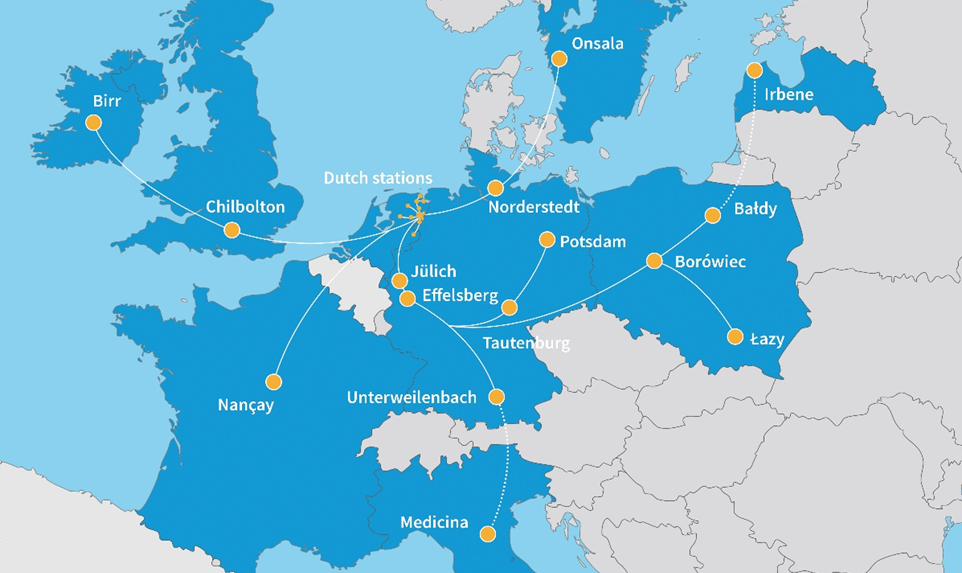 Onsala
Irbene
Birr
Dutch stations
Chilbolton
Norderstedt
Bałdy
Potsdam
Borówiec
Jülich
Effelsberg
Tautenburg
Łazy
Unterweilenbach
Nançay
Medicina